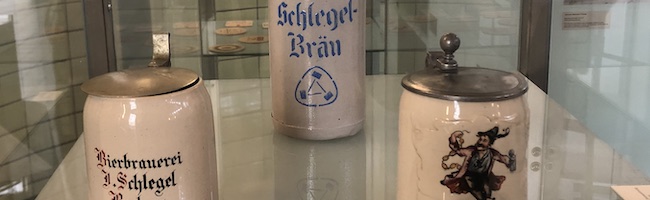 Schlegel-
Bräu
Bierbrauerei
J. Schlegel